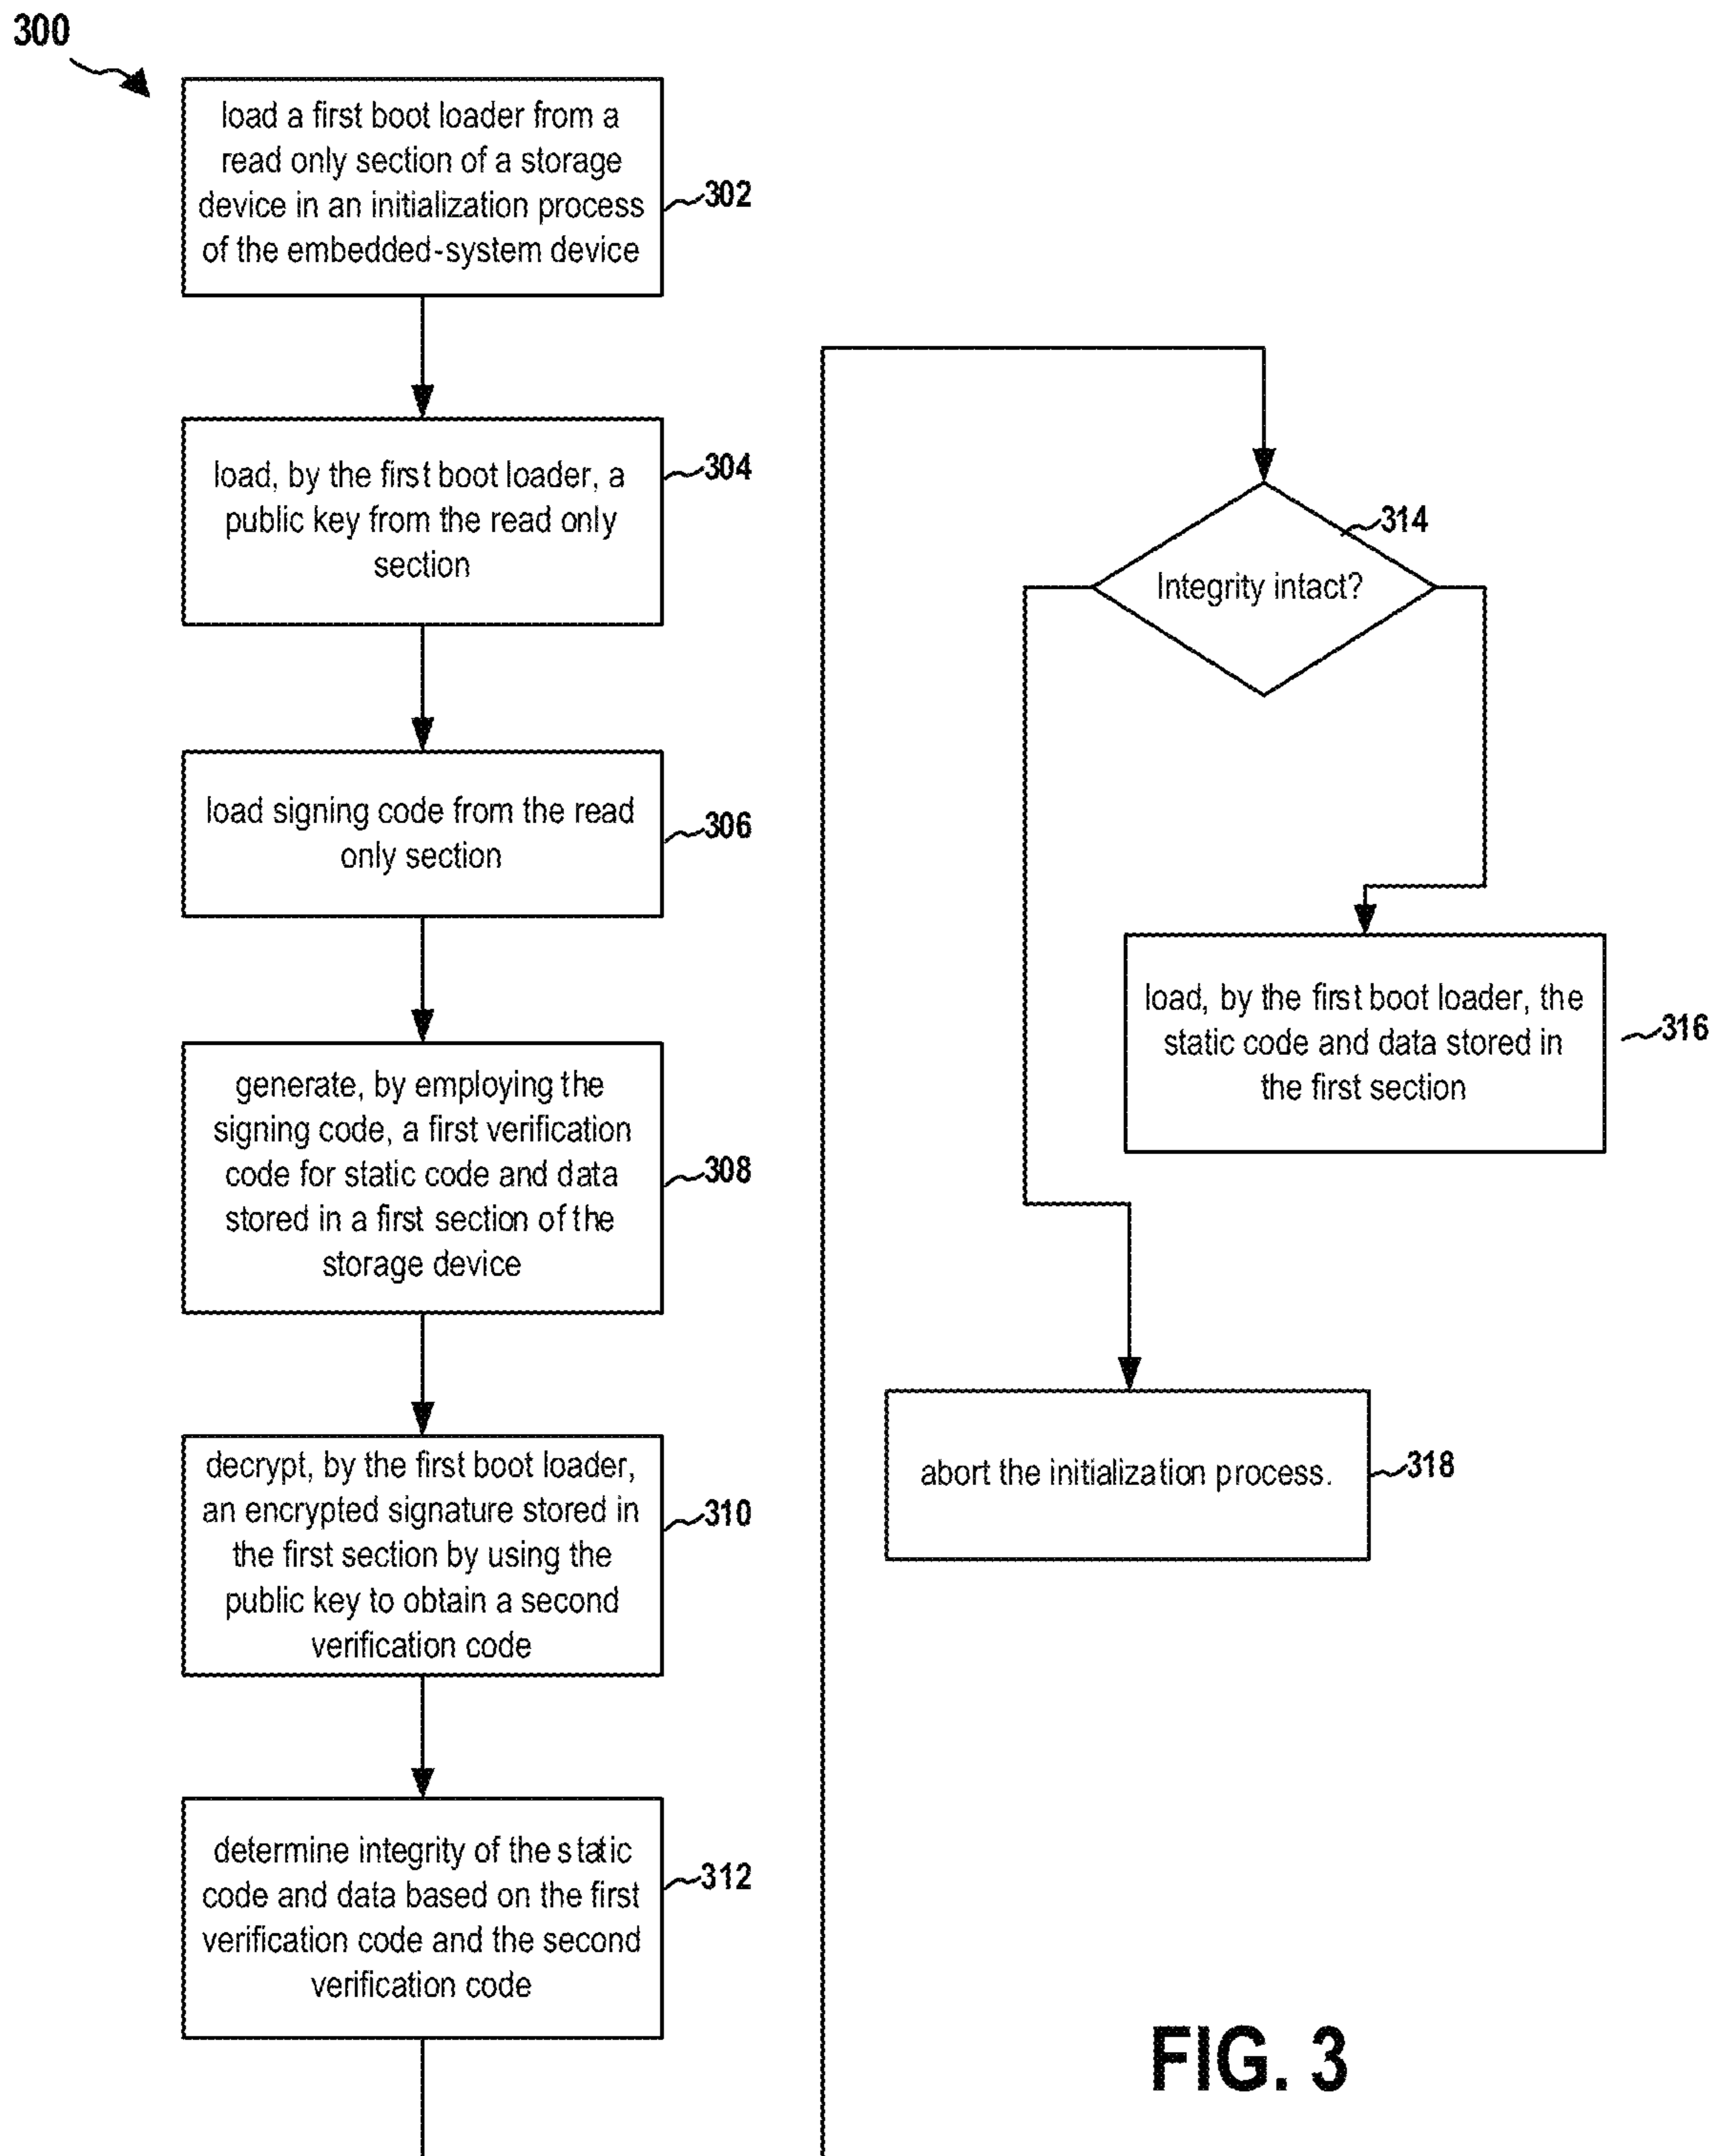 300
load a first boot loader from a
read only section of a storage
device in an initialization process
of the embedded-system device
302
load, by the first boot loader, a
public key from the read only
section
304
load signing code from the read
only section
306
generate, by employing the
signing code, a first verification
code for static code and data
stored in a first section of the
storage device
308
decrypt, by the first boot loader,
an encrypted signature stored in
the first section by using the
public key to obtain a second
verification code
310
determine integrity of the static
code and data based on the first
verification code and the second
verification code
312
314
Integrity intact?
load, by the first boot loader, the
static code and data stored in
the first section
316
abort the initialization process.
318
FIG. 3